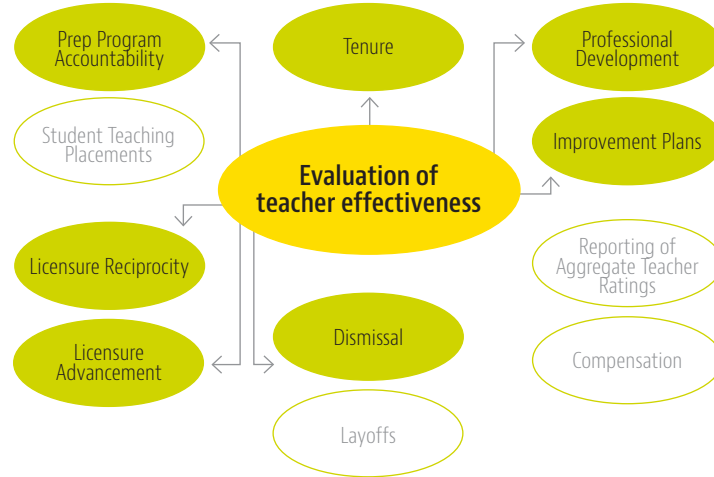 Prep Program
Accountability
Tenure
Professional
Development
Student Teaching
Placements
Improvement Plans
Evaluation of
teacher effectiveness
Licensure Reciprocity
Reporting of
Aggregate Teacher
Ratings
Licensure
Advancement
Dismissal
Compensation
Layoffs